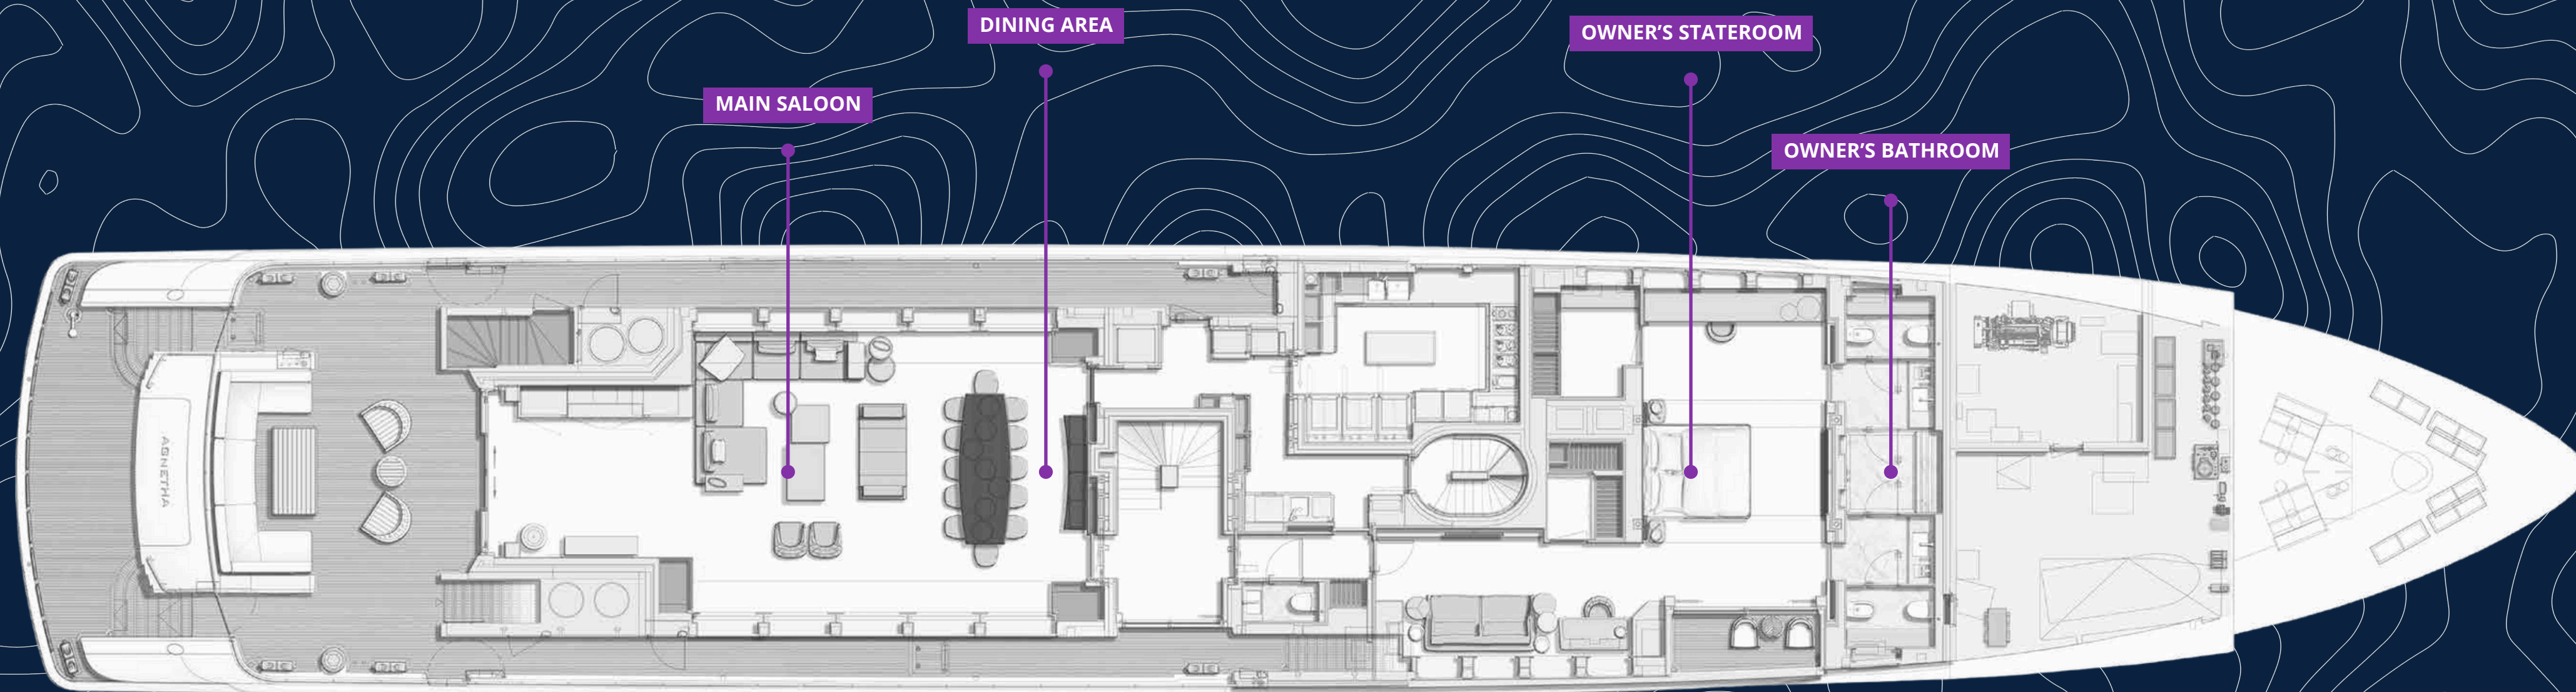 DINING AREA
OWNER'S STATEROOM
MAIN SALOON
OWNER'S BATHROOM
AGNETHA